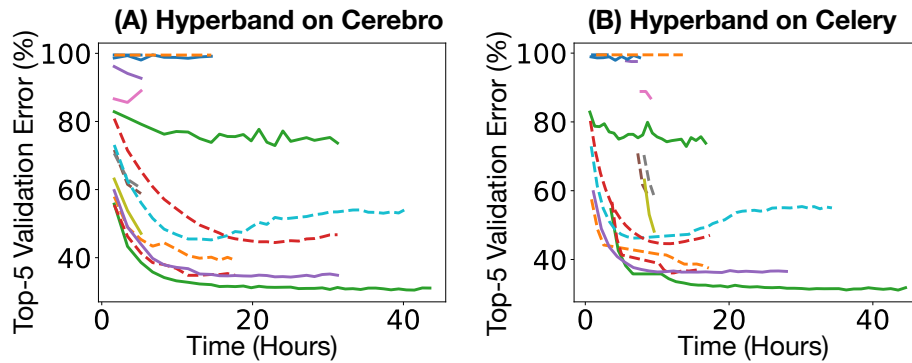 (A) Hyperband on Cerebro
Top-5 Validation Error (%)
100
80
60
40
0
20
40
Time (Hours)
(B) Hyperband on Celery
Top-5 Validation Error (%)
100
80
60
40
0
20
40
Time (Hours)